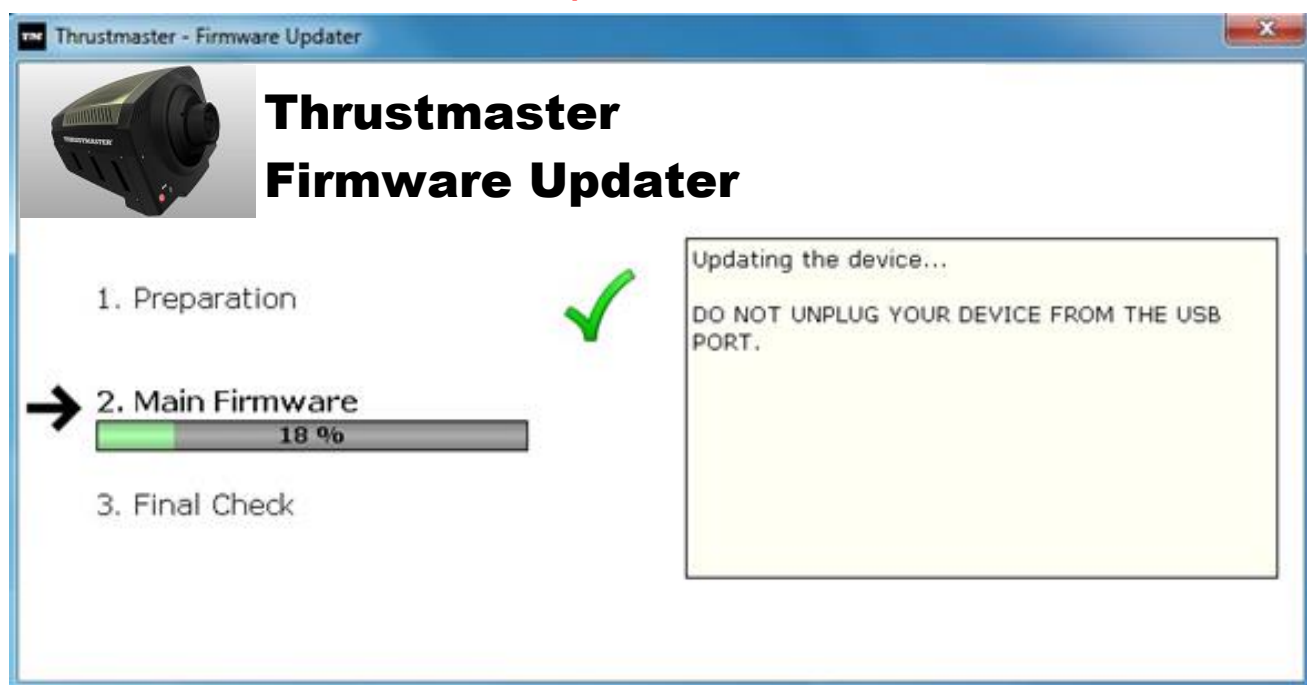 Thrustmaster - Firmware Updater
THRUSTMASTER
Thrustmaster
Firmware Updater
1. Preparation
2. Main Firmware
18 %
3. Final Check
Updating the device...
DO NOT UNPLUG YOUR DEVICE FROM THE USB
PORT.